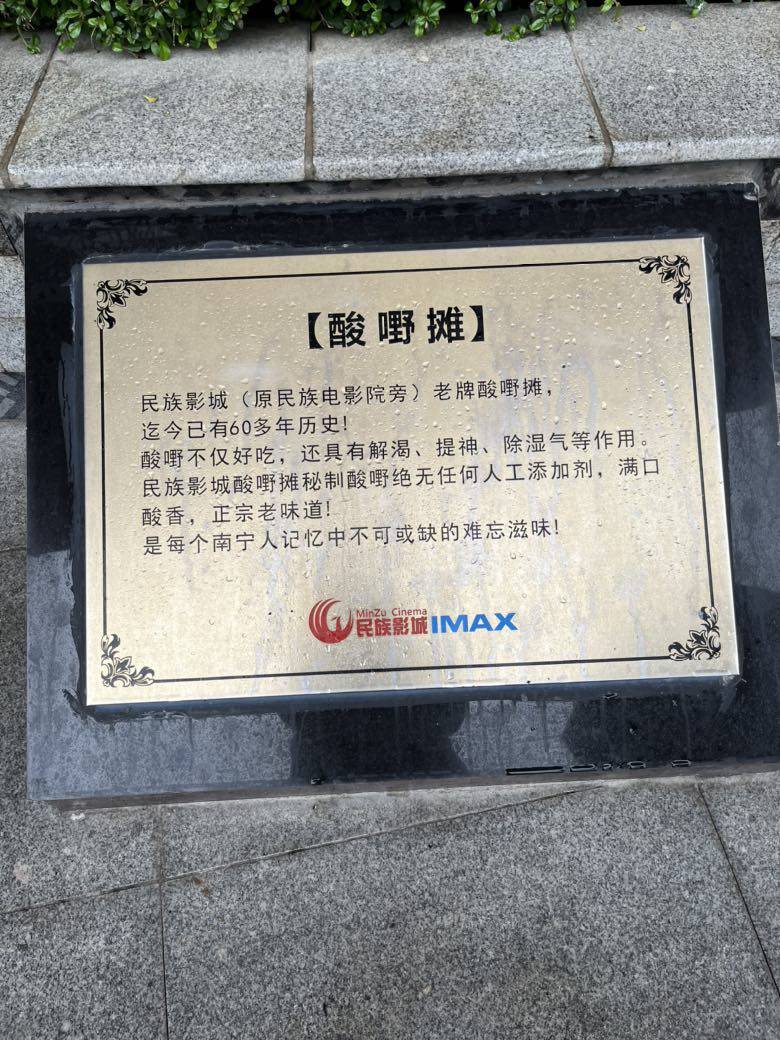 【酸嘢摊】
民族影城（原民族电影院旁）老牌酸嘢摊，
迄今已有60多年历史！
酸嘢不仅好吃，还具有解渴、提神、除湿气等作用。
民族影城酸嘢摊秘制酸嘢绝无任何人工添加剂，满口
酸香，正宗老味道！
是每个南宁人记忆中不可或缺的难忘滋味！
MinZu Cinema
民族影城IMAX